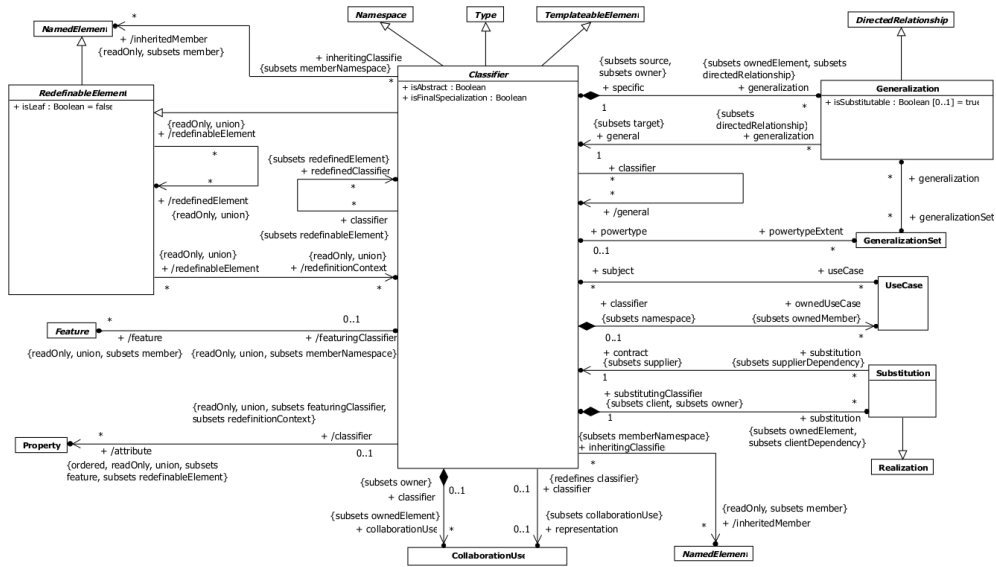 Namespace
Type
TemplateableElement
DirectedRelationship
NamedElement
*
+ /inheritedMember
{readOnly, subsets member}
+ inheritingClassifie
{subsets memberNamespace}
*
Classifier
+ isAbstract : Boolean
+ isFinalSpecialization : Boolean
RedefinableElement
+ isLeaf : Boolean = false
{readOnly, union}
+ /redefinableElement
*
*
+ /redefinedElement
{readOnly, union}
{subsets redefinedElement}
+ redefinedClassifier
*
*
+ classifier
{subsets redefinableElement}
{readOnly, union}
+ /redefinableElement
*
{readOnly, union}
+ /redefinitionContext
*
Feature
*
+ /feature
{readOnly, union, subsets member}
0..1
+ /featuringClassifier
{readOnly, union, subsets memberNamespace}
{readOnly, union, subsets featuringClassifier,
subsets redefinitionContext}
+ /classifier
0..1
Property
*
+ /attribute
{ordered, readOnly, union, subsets
feature, subsets redefinableElement}
{subsets source,
subsets owner}
+ specific
1
{subsets ownedElement, subsets
directedRelationship}
+ generalization
*
Generalization
+ isSubstitutable : Boolean [0..1] = true
{subsets target}
+ general
1
{subsets
directedRelationship}
+ generalization
*
+ classifier
*
*
+ /general
*
+ generalization
*
+ generalizationSet
+ powertype
0..1
+ powertypeExtent
*
GeneralizationSet
+ subject
*
+ useCase
*
UseCase
+ classifier
{subsets namespace}
0..1
+ ownedUseCase
{subsets ownedMember}
*
+ contract
{subsets supplier}
1
+ substitution
{subsets supplierDependency}
*
Substitution
+ substitutingClassifier
{subsets client, subsets owner}
1
*
+ substitution
{subsets ownedElement,
subsets clientDependency}
Realization
{subsets memberNamespace}
+ inheritingClassifie
*
{readOnly, subsets member}
+ /inheritedMember
*
NamedElement
{subsets owner}
+ classifier
0..1
{subsets ownedElement}
+ collaborationUse
*
{redefines classifier}
+ classifier
0..1
{subsets collaborationUse}
+ representation
0..1
CollaborationUse